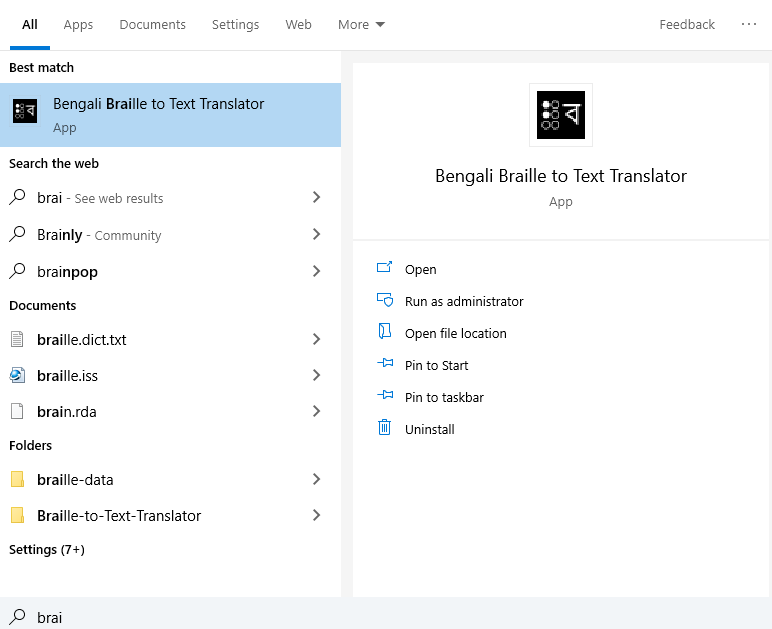 All Apps Documents Settings Web More Feedback ···
Best match
Bengali Braille to Text Translator
App
Search the web
brai - See web results
Brainly - Community
brainpop
Documents
braille.dict.txt
braille.iss
brain.rda
Folders
braille-data
Braille-to-Text-Translator
Settings (7+)
brai
ব
Bengali Braille to Text Translator
App
Open
Run as administrator
Open file location
Pin to Start
Pin to taskbar
Uninstall